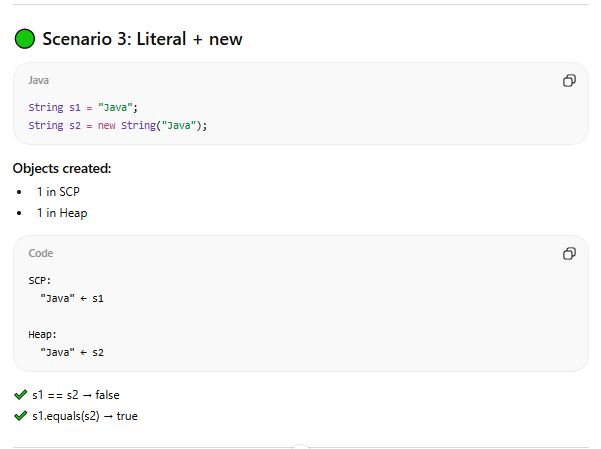 Scenario 3: Literal + new
Java
String s1 = "Java";
String s2 = new String("Java");
Objects created:
• 1 in SCP
• 1 in Heap
Code
SCP:
"Java" ← s1
Heap:
"Java" ← s2
✔ s1 == s2 → false
✔ s1.equals(s2) → true